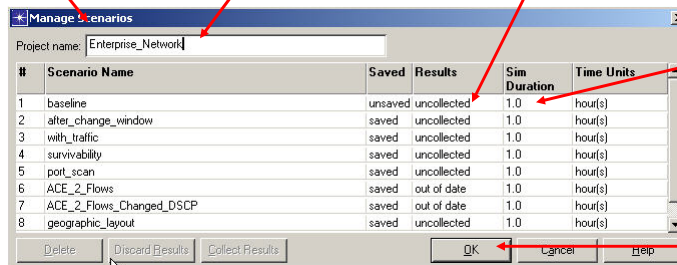 Manage Scenarios
Project name: Enterprise_Network
# Scenario Name Saved Results Sim Duration Time Units
1 baseline unsaved uncollected 1.0 hour(s)
2 after_change_window saved uncollected 1.0 hour(s)
3 with_traffic saved uncollected 1.0 hour(s)
4 survivability saved uncollected 1.0 hour(s)
5 port_scan saved uncollected 1.0 hour(s)
6 ACE_2_Flows saved out of date 1.0 hour(s)
7 ACE_2_Flows_Changed_DSCP saved out of date 1.0 hour(s)
8 geographic_layout saved uncollected 1.0 hour(s)
Delete Discard Results Collect Results OK Cancel Help